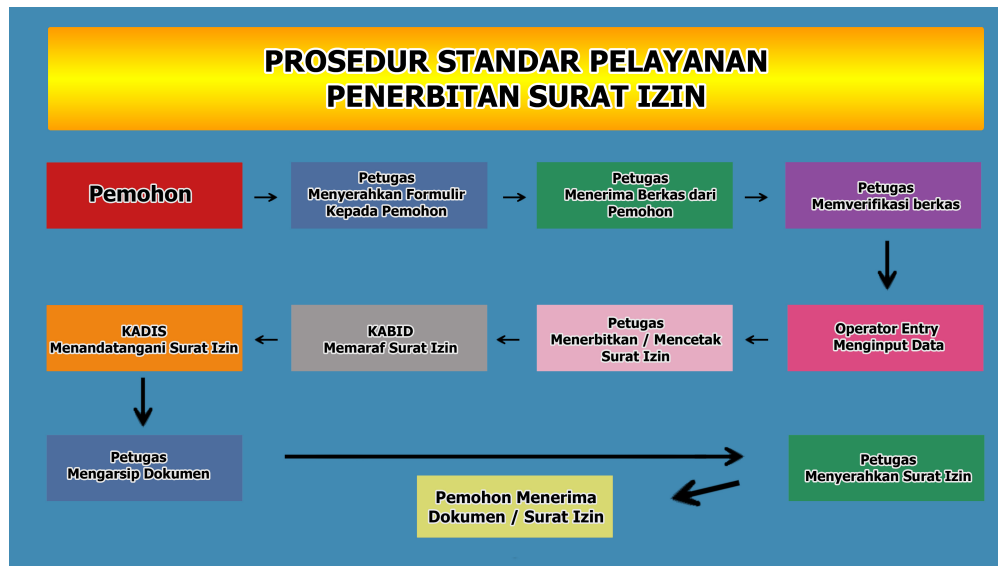 PROSEDUR STANDAR PELAYANAN
PENERBITAN SURAT IZIN
Pemohon
Petugas
Menyerahkan Formulir
Kepada Pemohon
Petugas
Menerima Berkas dari
Pemohon
Petugas
Memverifikasi berkas
Operator Entry
Menginput Data
Petugas
Menerbitkan / Mencetak
Surat Izin
KABID
Memaraf Surat Izin
KADIS
Menandatangani Surat Izin
Petugas
Mengarsip Dokumen
Petugas
Menyerahkan Surat Izin
Pemohon Menerima
Dokumen / Surat Izin